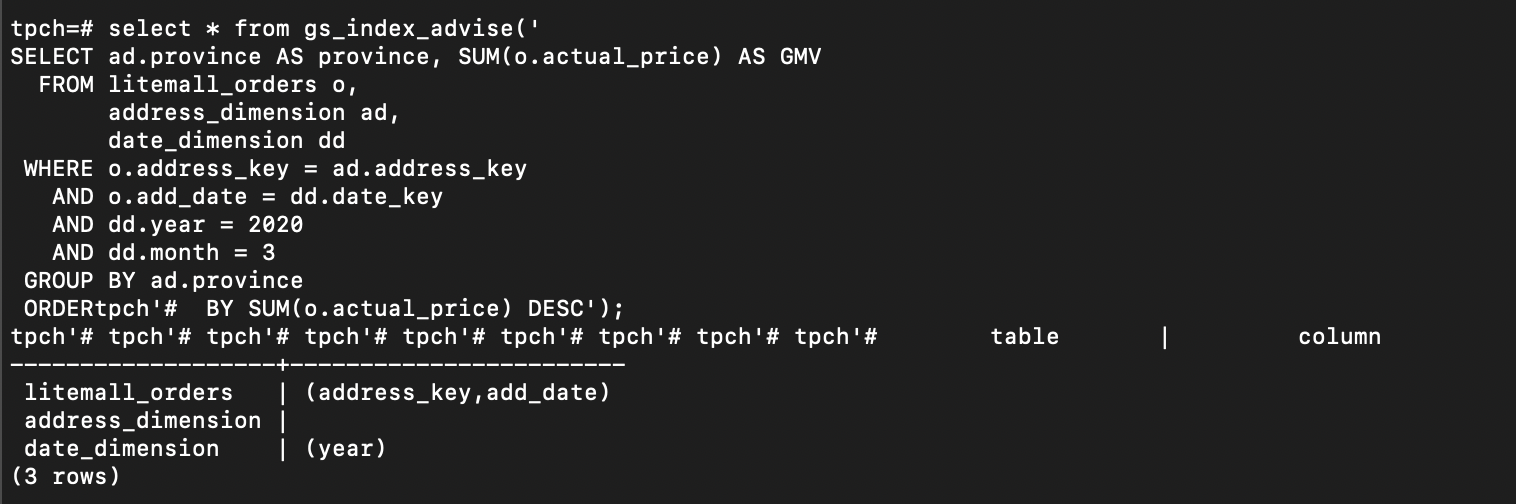 tpch=# select * from gs_index_advise('
SELECT ad.province AS province, SUM(o.actual_price) AS GMV
  FROM litemall_orders o,
       address_dimension ad,
       date_dimension dd
 WHERE o.address_key = ad.address_key
   AND o.add_date = dd.date_key
   AND dd.year = 2020
   AND dd.month = 3
 GROUP BY ad.province
 ORDERtpch'#  BY SUM(o.actual_price) DESC');
tpch'# tpch'# tpch'# tpch'# tpch'# tpch'# tpch'# tpch'# tpch'#        table       |         column
-------------------+------------------------
 litemall_orders   | (address_key,add_date)
 address_dimension |
 date_dimension    | (year)
(3 rows)